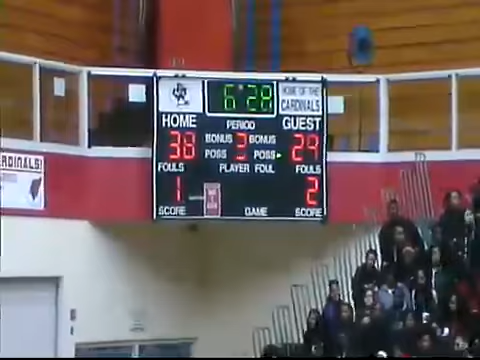 6:28
HOME OF THE
CARDINALS
HOME
PERIOD
GUEST
38
BONUS 3 BONUS
29
POSS
POSS
FOULS
PLAYER FOUL
FOULS
1
2
SCORE
GAME
SCORE
CARDINALS